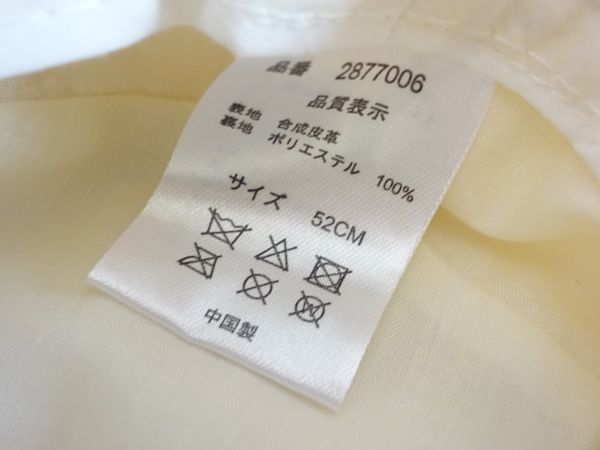 品番 2877006
品質表示
表地 合成皮革
裏地 ポリエステル 100%
サイズ 52CM
中国製